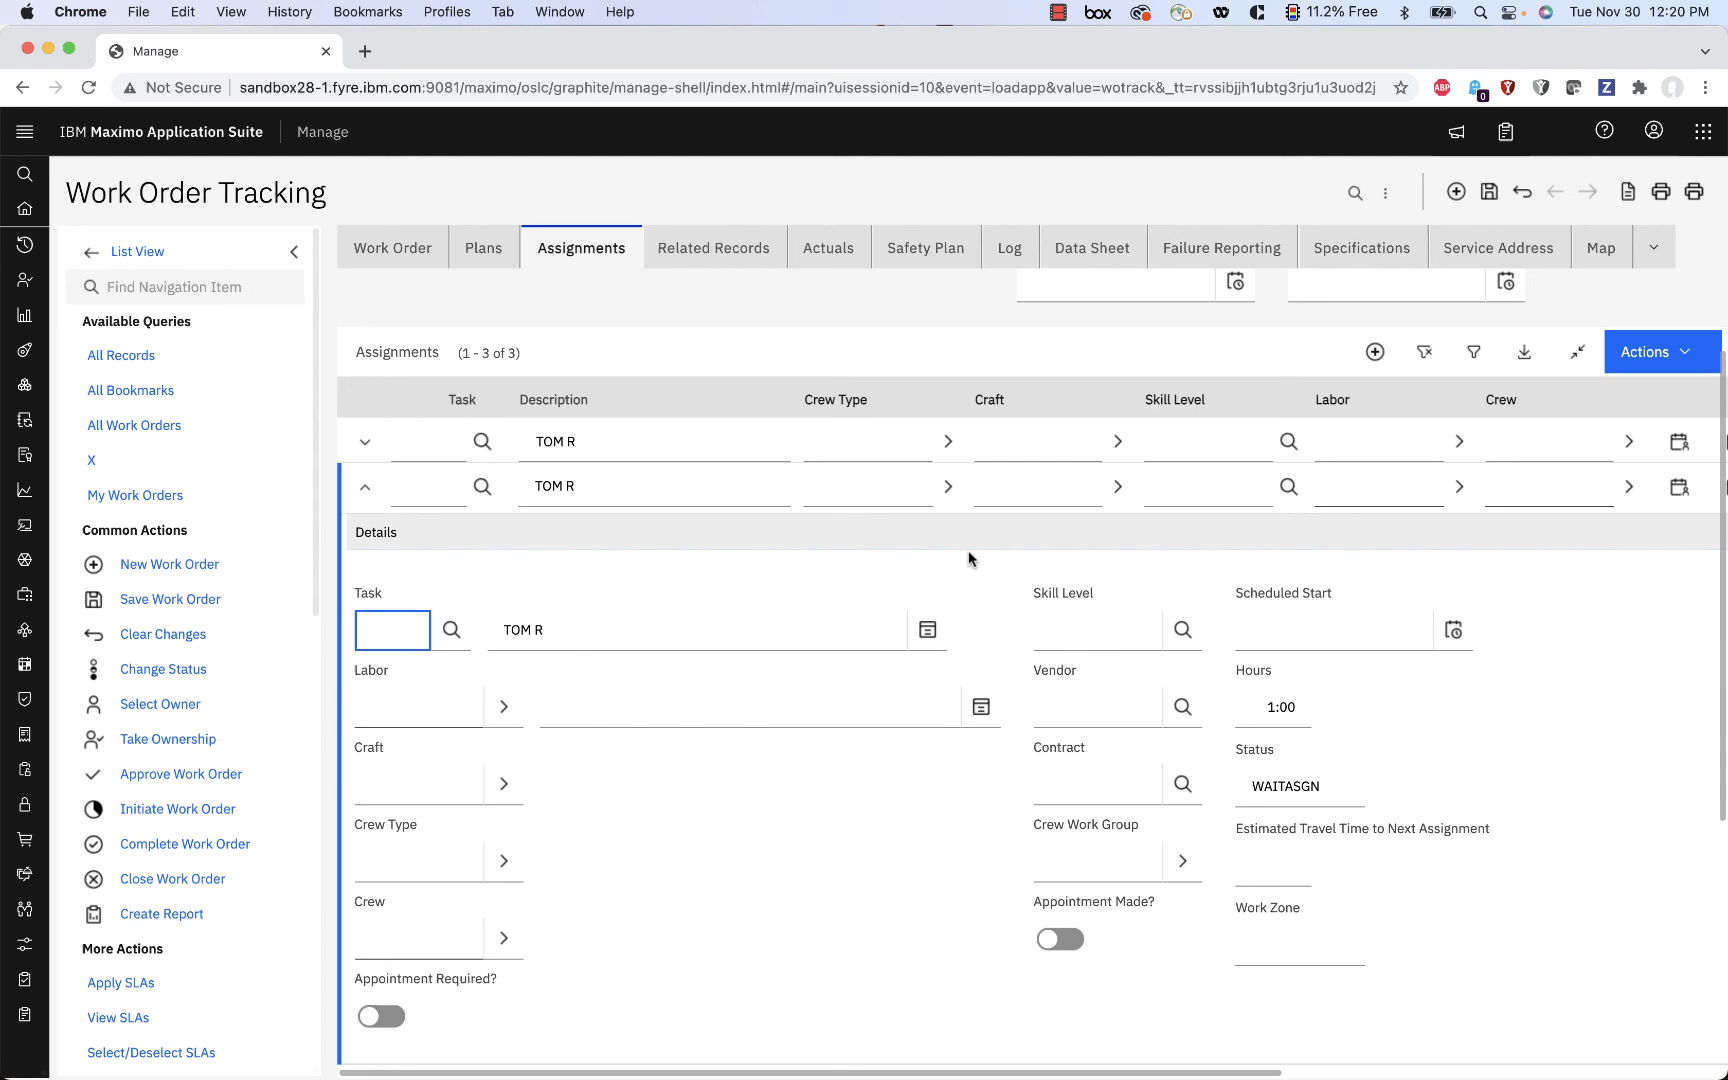 Chrome File Edit View History Bookmarks Profiles Tab Window Help box 11.2% Free Tue Nov 30 12:20 PM
Manage
Not Secure sandbox28-1.fyre.ibm.com:9081/maximo/oslc/graphite/manage-shell/index.html#/main?uisessionid=10&event=loadapp&value=wotrack&_tt=rvssibjjh1ubtg3rju1u3uod2j ABP 0 Z
IBM Maximo Application Suite Manage
Work Order Tracking
List View
Find Navigation Item
Available Queries
All Records
All Bookmarks
All Work Orders
X
My Work Orders
Common Actions
New Work Order
Save Work Order
Clear Changes
Change Status
Select Owner
Take Ownership
Approve Work Order
Initiate Work Order
Complete Work Order
Close Work Order
Create Report
More Actions
Apply SLAs
View SLAs
Select/Deselect SLAs
Work Order Plans Assignments Related Records Actuals Safety Plan Log Data Sheet Failure Reporting Specifications Service Address Map
Assignments (1 - 3 of 3) Actions
Task Description Crew Type Craft Skill Level Labor Crew
TOM R
TOM R
Details
Task Skill Level Scheduled Start
TOM R
Labor Vendor Hours
1:00
Craft Contract Status
WAITASGN
Crew Type Crew Work Group Estimated Travel Time to Next Assignment
Crew Appointment Made? Work Zone
Appointment Required?